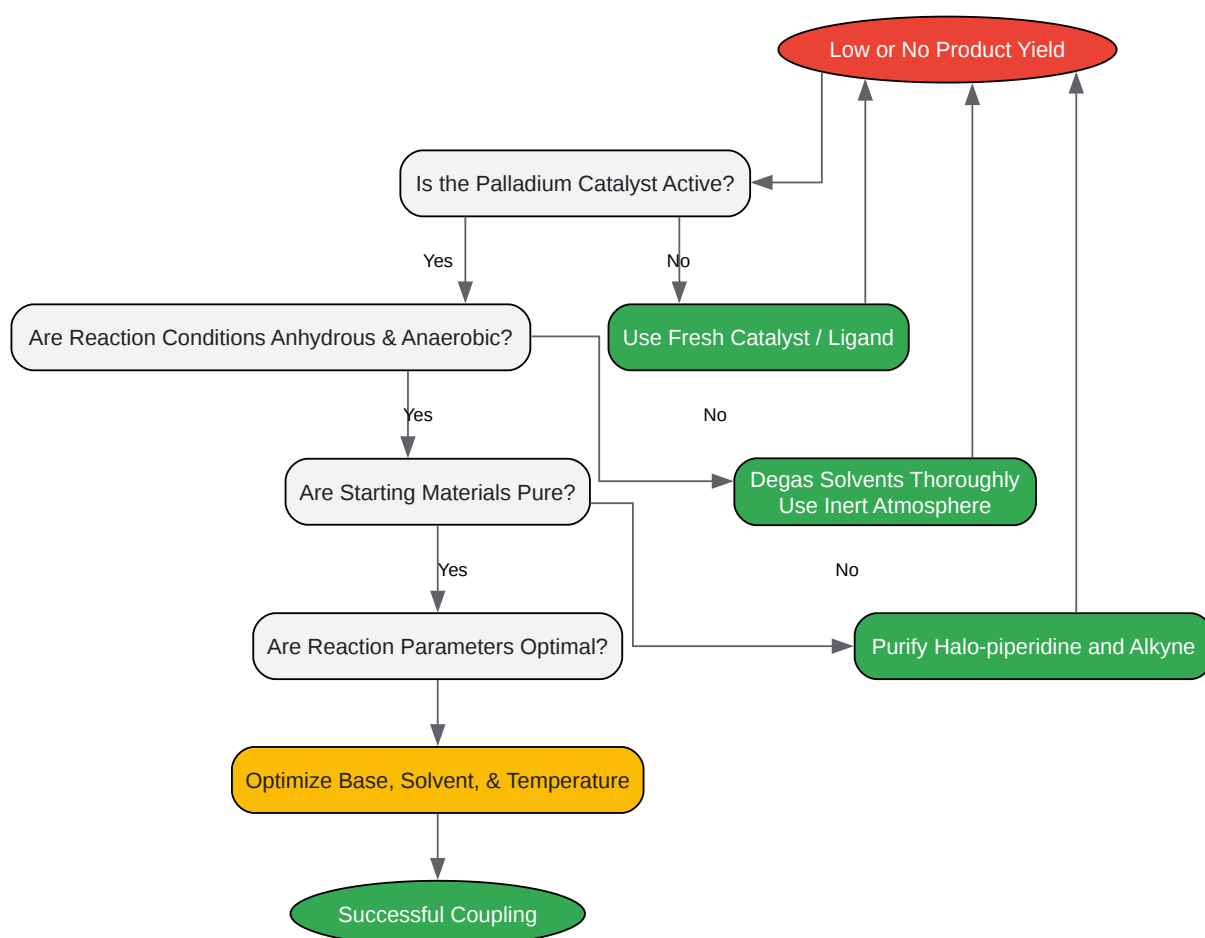 Low or No Product Yield
Is the Palladium Catalyst Active?
Yes
No
Are Reaction Conditions Anhydrous & Anaerobic?
Use Fresh Catalyst / Ligand
Yes
No
Are Starting Materials Pure?
Degas Solvents Thoroughly
Use Inert Atmosphere
Yes
No
Are Reaction Parameters Optimal?
Purify Halo-piperidine and Alkyne
Optimize Base, Solvent, & Temperature
Successful Coupling